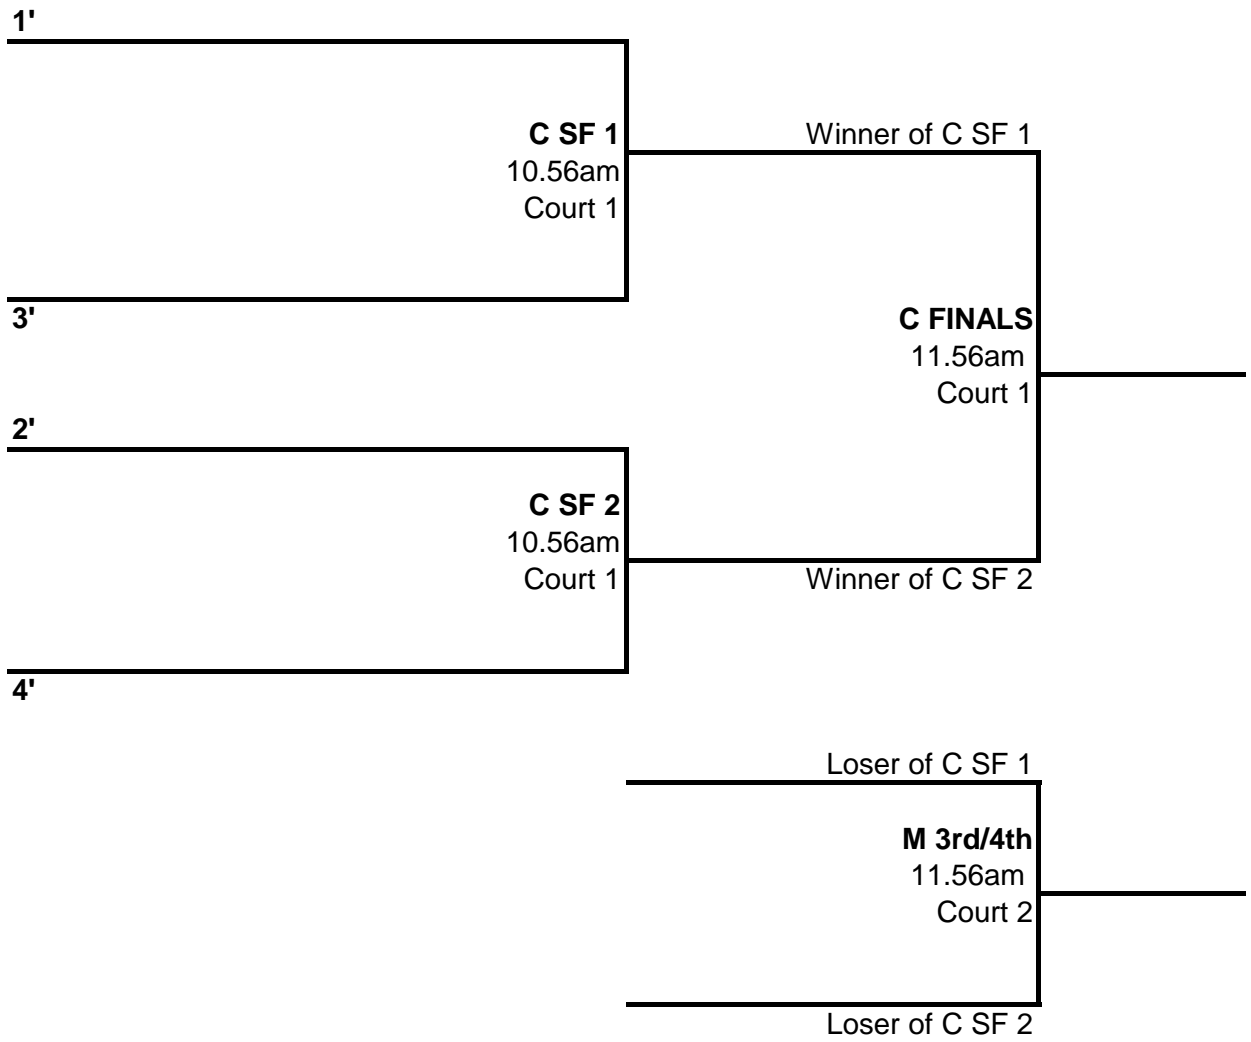 1'
C SF 1
10.56am
Court 1
Winner of C SF 1
3'
C FINALS
11.56am
Court 1
2'
C SF 2
10.56am
Court 1
Winner of C SF 2
4'
Loser of C SF 1
M 3rd/4th
11.56am
Court 2
Loser of C SF 2